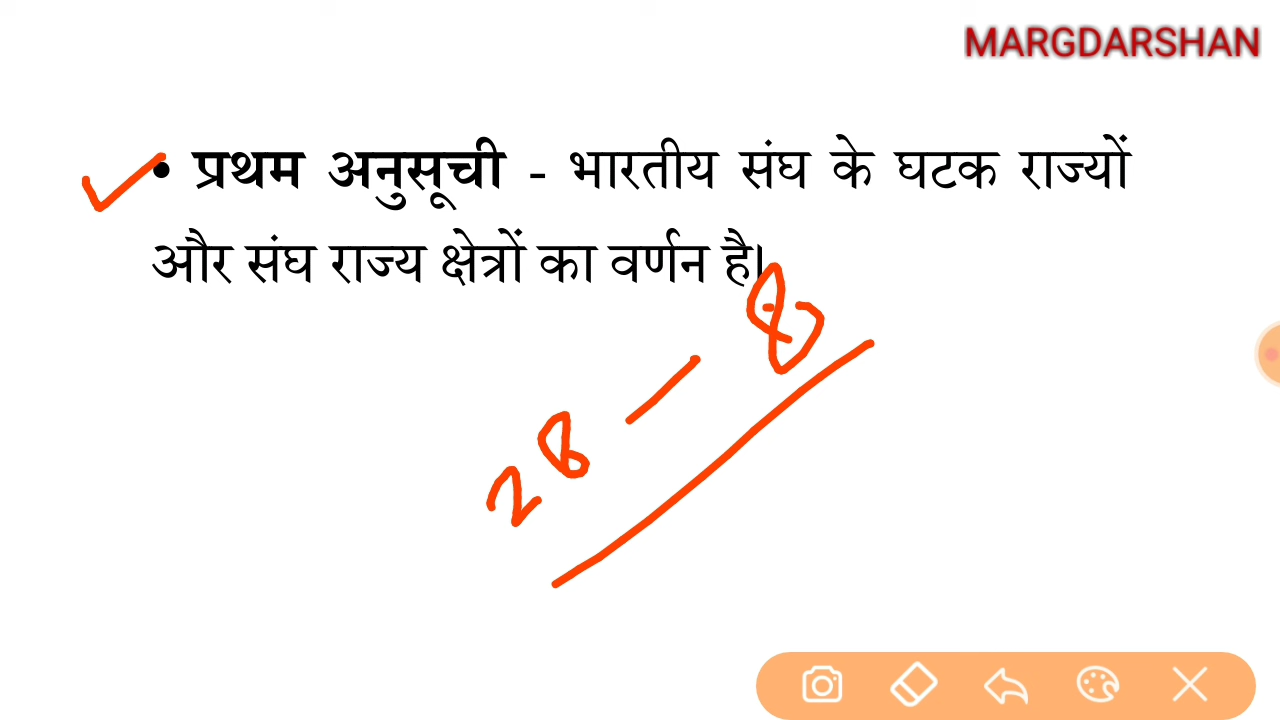 MARGDARSHAN
• प्रथम अनुसूची - भारतीय संघ के घटक राज्यों
और संघ राज्य क्षेत्रों का वर्णन है।
28 - 8